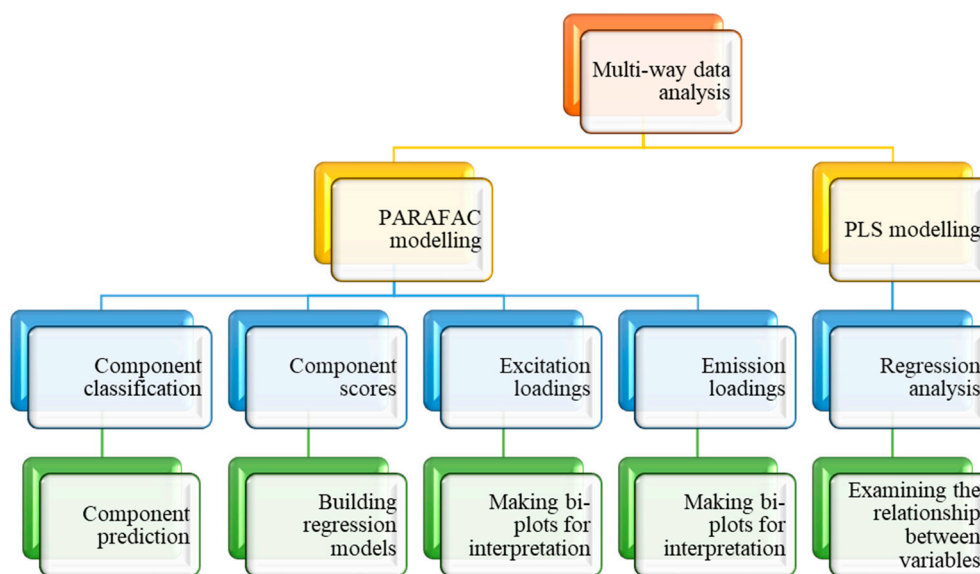 Multi-way data
analysis
PARAFAC
modelling
PLS modelling
Component
classification
Component
scores
Excitation
loadings
Emission
loadings
Regression
analysis
Component
prediction
Building
regression
models
Making bi-
plots for
interpretation
Making bi-
plots for
interpretation
Examining the
relationship
between
variables